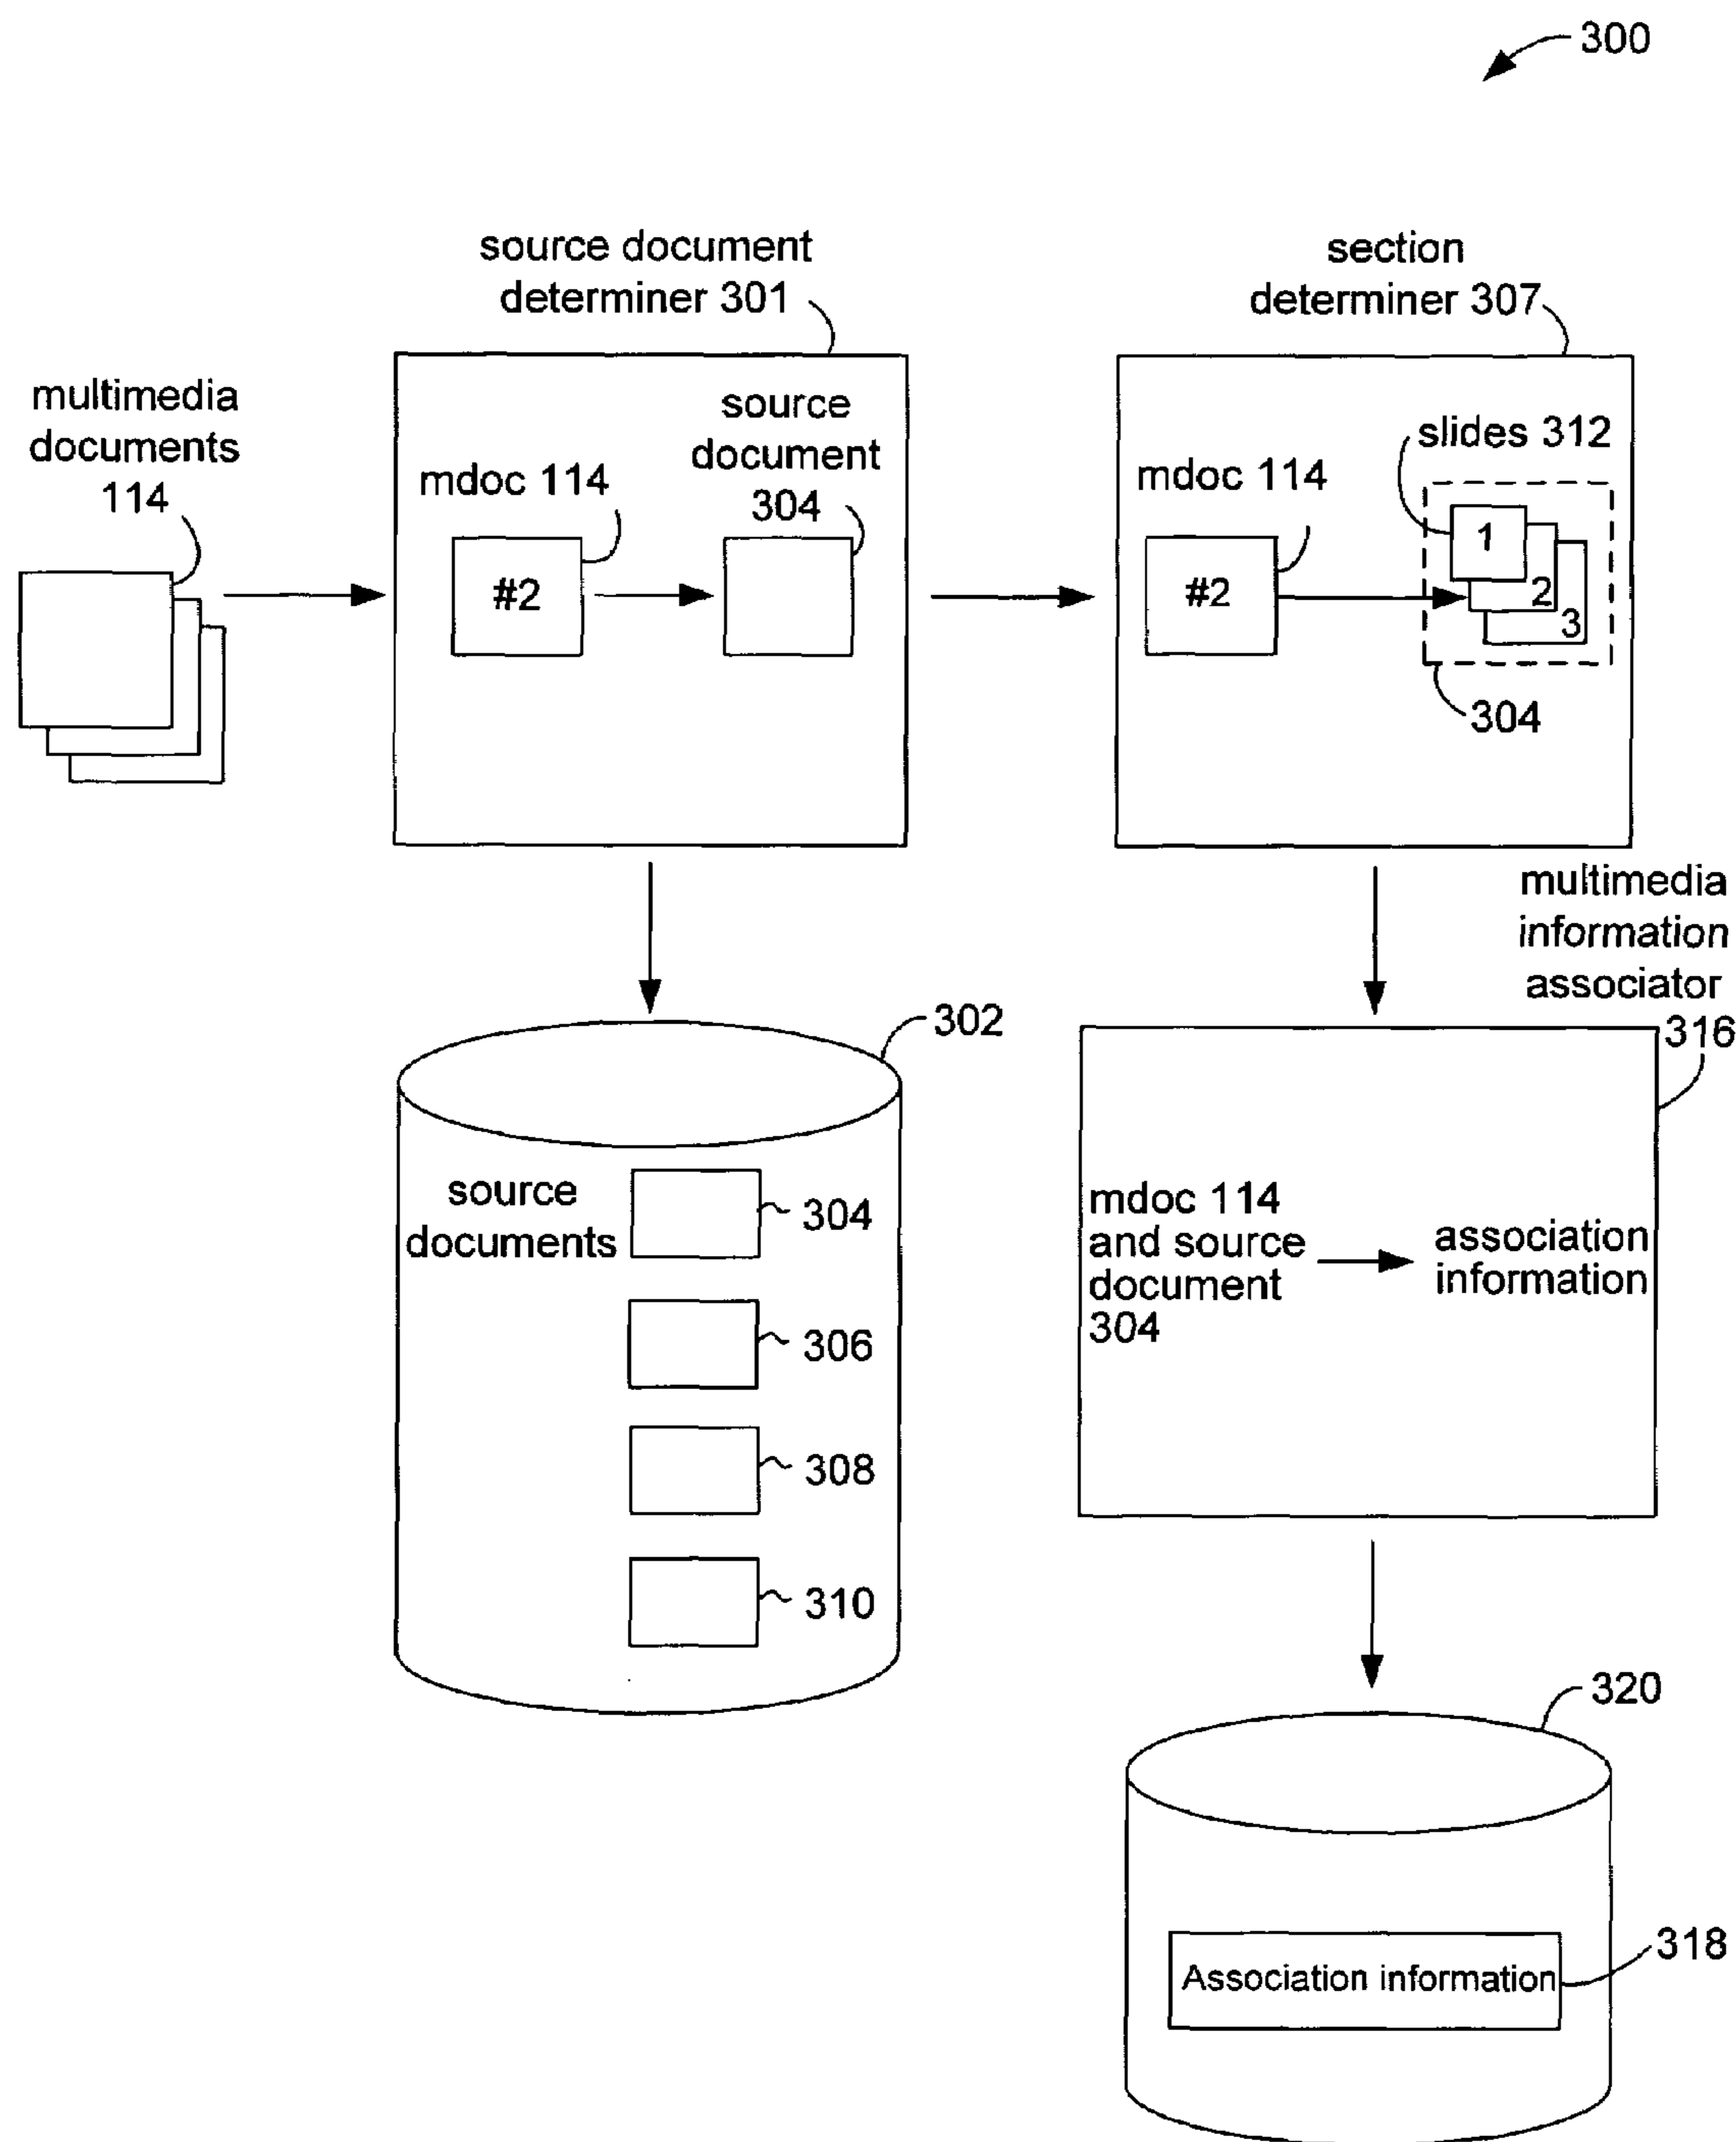 300
source document
determiner 301
section
determiner 307
multimedia
documents
114
mdoc 114
#2
source
document
304
mdoc 114
#2
slides 312
1
2
3
304
multimedia
information
associator
316
302
source
documents
304
306
308
310
mdoc 114
and source
document
304
association
information
320
Association information
318